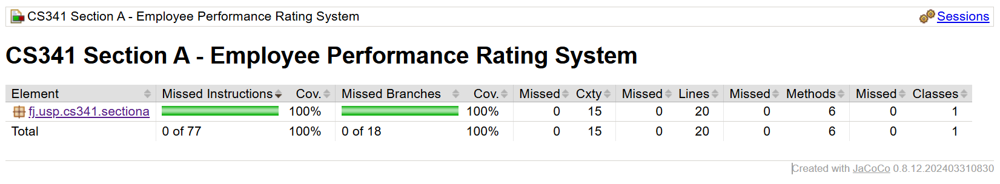 CS341 Section A - Employee Performance Rating System Sessions
CS341 Section A - Employee Performance Rating System
Element Missed Instructions Cov. Missed Branches Cov. Missed Cxty Missed Lines Missed Methods Missed Classes
fj.usp.cs341.sectiona 100% 100% 0 15 0 20 0 6 0 1
Total 0 of 77 100% 0 of 18 100% 0 15 0 20 0 6 0 1
Created with JaCoCo 0.8.12.202403310830